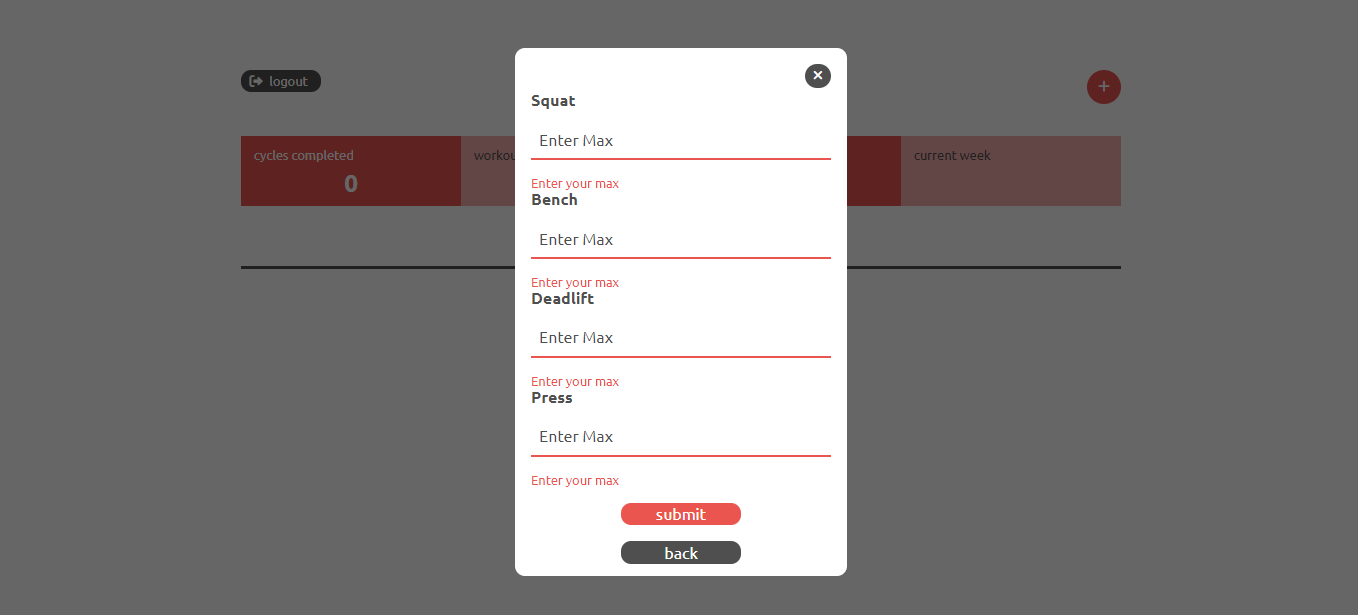 logout
×
+
Squat
Enter Max
Enter your max
Bench
Enter Max
Enter your max
Deadlift
Enter Max
Enter your max
Press
Enter Max
Enter your max
submit
back
cycles completed
0
current week